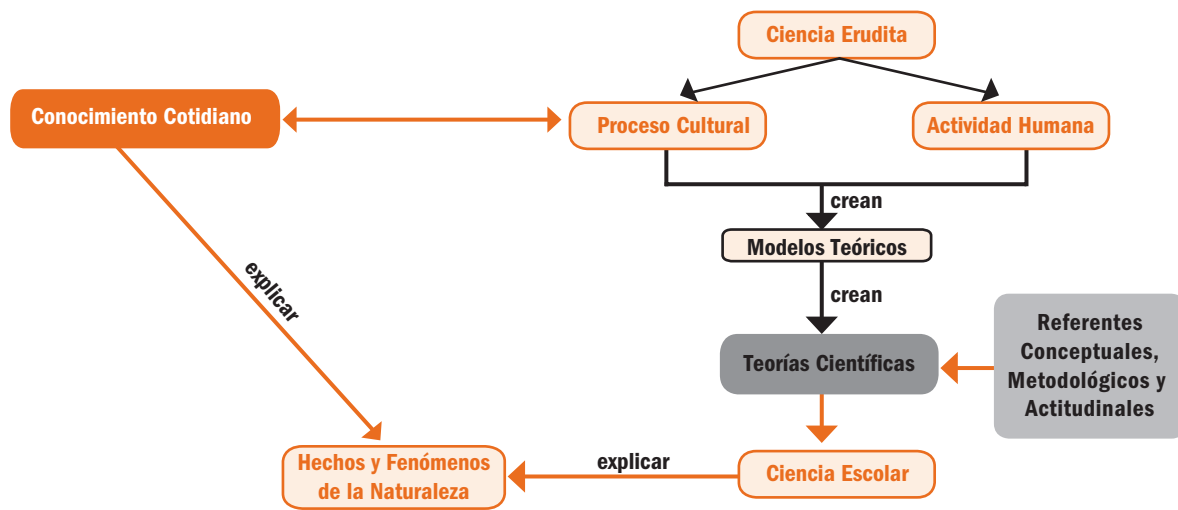 Ciencia Erudita
Conocimiento Cotidiano
Proceso Cultural
Actividad Humana
crean
Modelos Teóricos
explicar
crean
Teorías Científicas
Referentes
Conceptuales,
Metodológicos y
Actitudinales
Hechos y Fenómenos
de la Naturaleza
explicar
Ciencia Escolar